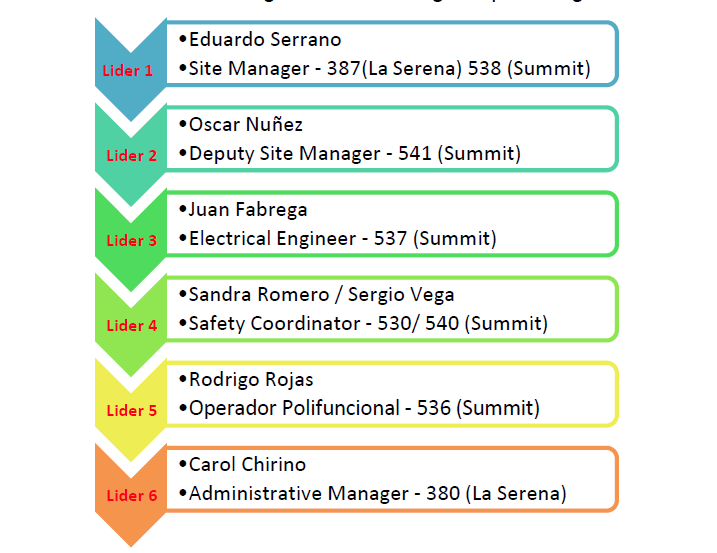 Lider 1
•Eduardo Serrano
•Site Manager - 387(La Serena) 538 (Summit)
Lider 2
•Oscar Nuñez
•Deputy Site Manager - 541 (Summit)
Lider 3
•Juan Fabrega
•Electrical Engineer - 537 (Summit)
Lider 4
•Sandra Romero / Sergio Vega
•Safety Coordinator - 530/ 540 (Summit)
Lider 5
•Rodrigo Rojas
•Operador Polifuncional - 536 (Summit)
Lider 6
•Carol Chirino
•Administrative Manager - 380 (La Serena)